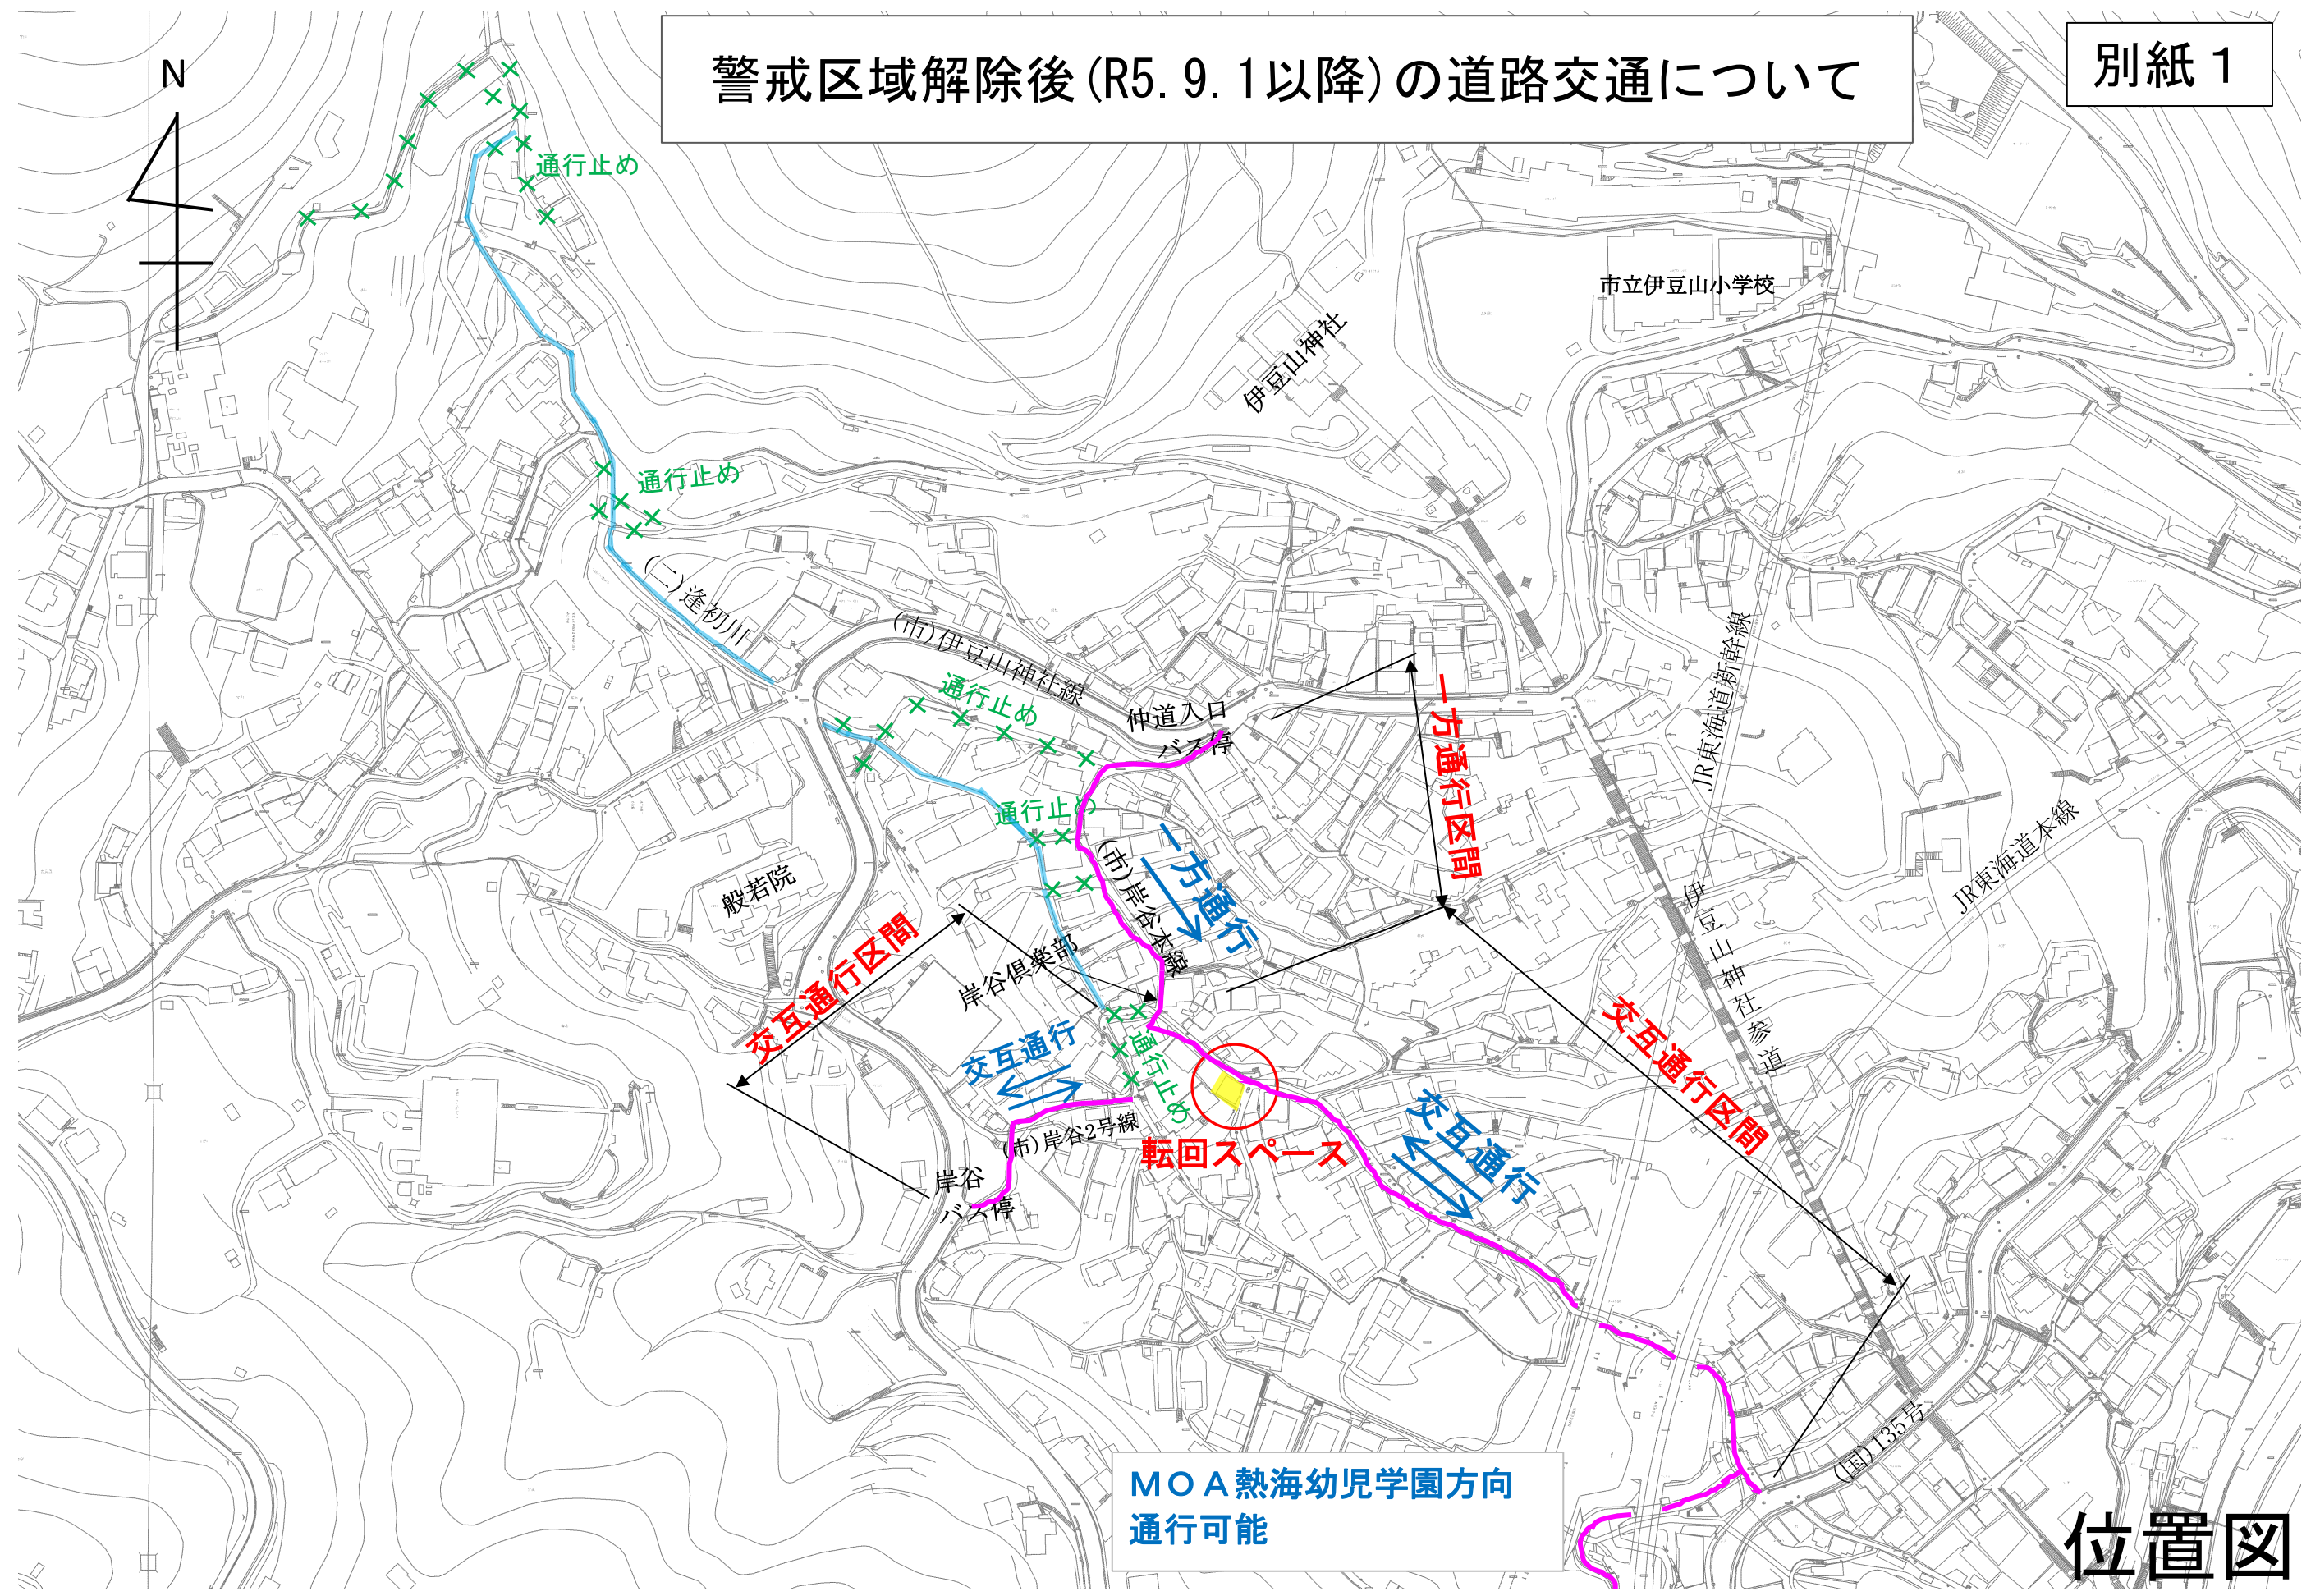 警戒区域解除後(R5.9.1以降)の道路交通について
別紙１
N
通行止め
市立伊豆山小学校
伊豆山神社
通行止め
(二)逢初川
(市)伊豆山神社線
JR東海道新幹線
通行止め
仲道入口
バス停
一方通行区間
通行止め
JR東海道本線
(市)岸谷本線
一方通行
般若院
伊豆山神社参道
交互通行区間
岸谷倶楽部
交互通行区間
交互通行
通行止め
(市)岸谷2号線
転回スペース
交互通行
岸谷
バス停
(国)135号
ＭＯＡ熱海幼児学園方向
通行可能
位置図